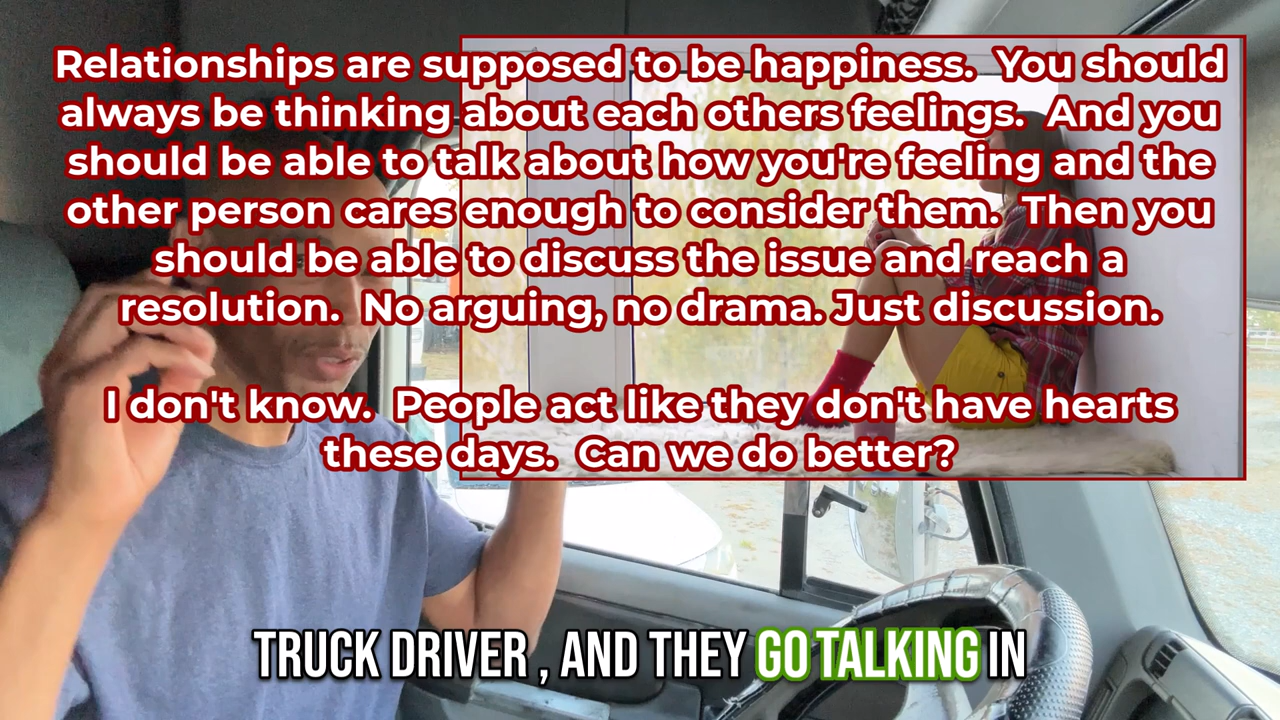 Relationships are supposed to be happiness.  You should
always be thinking about each others feelings.  And you
should be able to talk about how you're feeling and the
other person cares enough to consider them.  Then you
should be able to discuss the issue and reach a
resolution.  No arguing, no drama. Just discussion.
I don't know.  People act like they don't have hearts
these days.  Can we do better?
TRUCK DRIVER , AND THEY GO TALKING IN